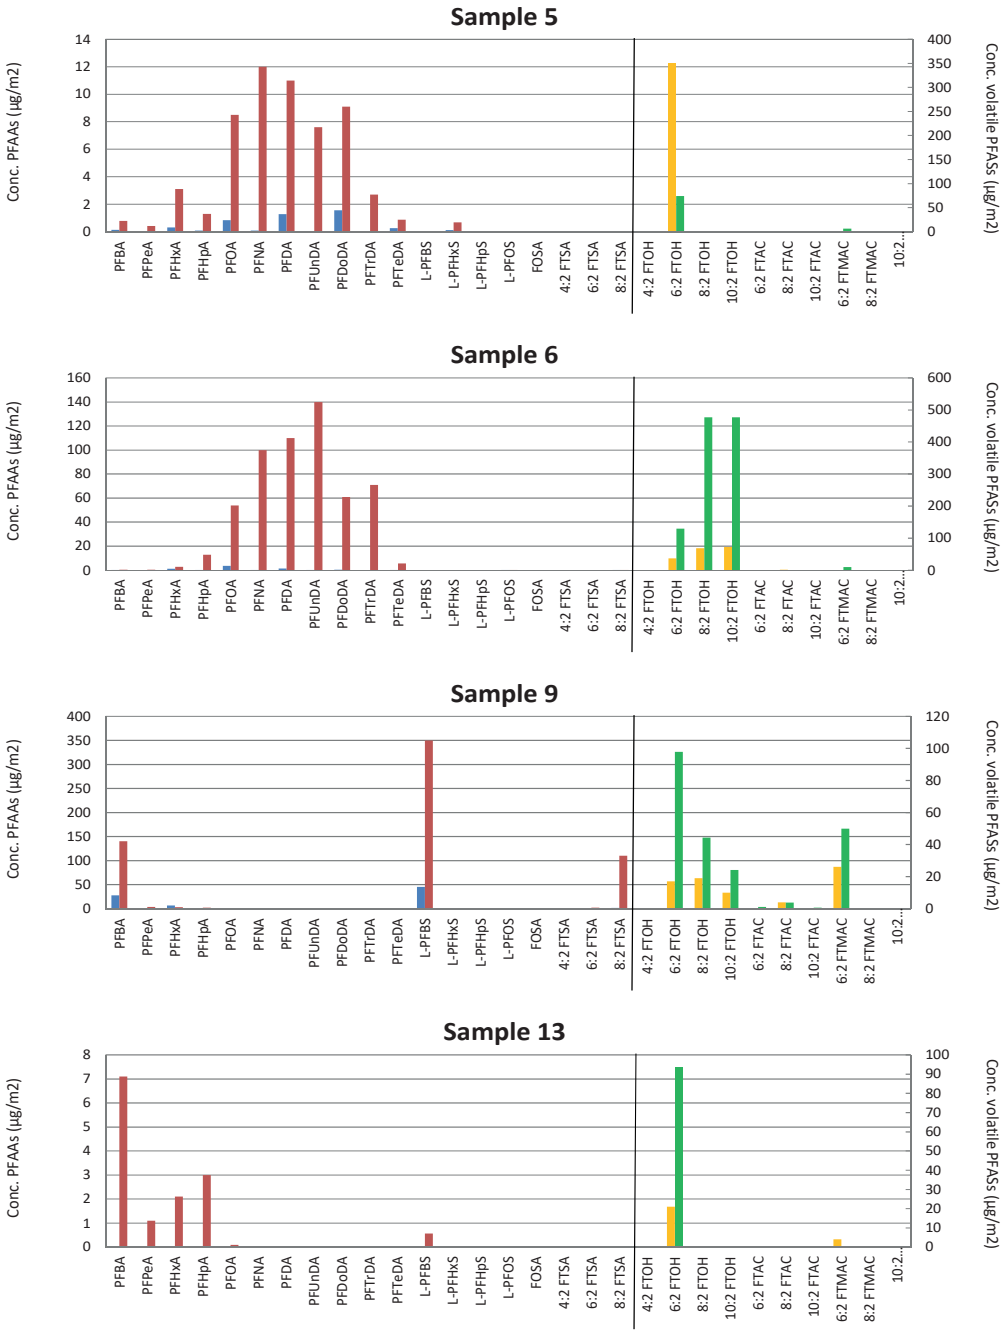 Sample 5
Conc. PFAAs (µg/m2)
14
12
10
8
6
4
2
0
400
350
300
250
200
150
100
50
0
Conc. volatile PFASs (µg/m2)
PFBA
PFPeA
PFHxA
PFHpA
PFOA
PFNA
PFDA
PFUnDA
PFDoDA
PFTrDA
PFTeDA
L-PFBS
L-PFHxS
L-PFHpS
L-PFOS
FOSA
4:2 FTSA
6:2 FTSA
8:2 FTSA
4:2 FTOH
6:2 FTOH
8:2 FTOH
10:2 FTOH
6:2 FTAC
8:2 FTAC
10:2 FTAC
6:2 FTMAC
8:2 FTMAC
10:2...
Sample 6
Conc. PFAAs (µg/m2)
160
140
120
100
80
60
40
20
0
600
500
400
300
200
100
0
Conc. volatile PFASs (µg/m2)
PFBA
PFPeA
PFHxA
PFHpA
PFOA
PFNA
PFDA
PFUnDA
PFDoDA
PFTrDA
PFTeDA
L-PFBS
L-PFHxS
L-PFHpS
L-PFOS
FOSA
4:2 FTSA
6:2 FTSA
8:2 FTSA
4:2 FTOH
6:2 FTOH
8:2 FTOH
10:2 FTOH
6:2 FTAC
8:2 FTAC
10:2 FTAC
6:2 FTMAC
8:2 FTMAC
10:2...
Sample 9
Conc. PFAAs (µg/m2)
400
350
300
250
200
150
100
50
0
120
100
80
60
40
20
0
Conc. volatile PFASs (µg/m2)
PFBA
PFPeA
PFHxA
PFHpA
PFOA
PFNA
PFDA
PFUnDA
PFDoDA
PFTrDA
PFTeDA
L-PFBS
L-PFHxS
L-PFHpS
L-PFOS
FOSA
4:2 FTSA
6:2 FTSA
8:2 FTSA
4:2 FTOH
6:2 FTOH
8:2 FTOH
10:2 FTOH
6:2 FTAC
8:2 FTAC
10:2 FTAC
6:2 FTMAC
8:2 FTMAC
10:2...
Sample 13
Conc. PFAAs (µg/m2)
8
7
6
5
4
3
2
1
0
100
90
80
70
60
50
40
30
20
10
0
Conc. volatile PFASs (µg/m2)
PFBA
PFPeA
PFHxA
PFHpA
PFOA
PFNA
PFDA
PFUnDA
PFDoDA
PFTrDA
PFTeDA
L-PFBS
L-PFHxS
L-PFHpS
L-PFOS
FOSA
4:2 FTSA
6:2 FTSA
8:2 FTSA
4:2 FTOH
6:2 FTOH
8:2 FTOH
10:2 FTOH
6:2 FTAC
8:2 FTAC
10:2 FTAC
6:2 FTMAC
8:2 FTMAC
10:2...